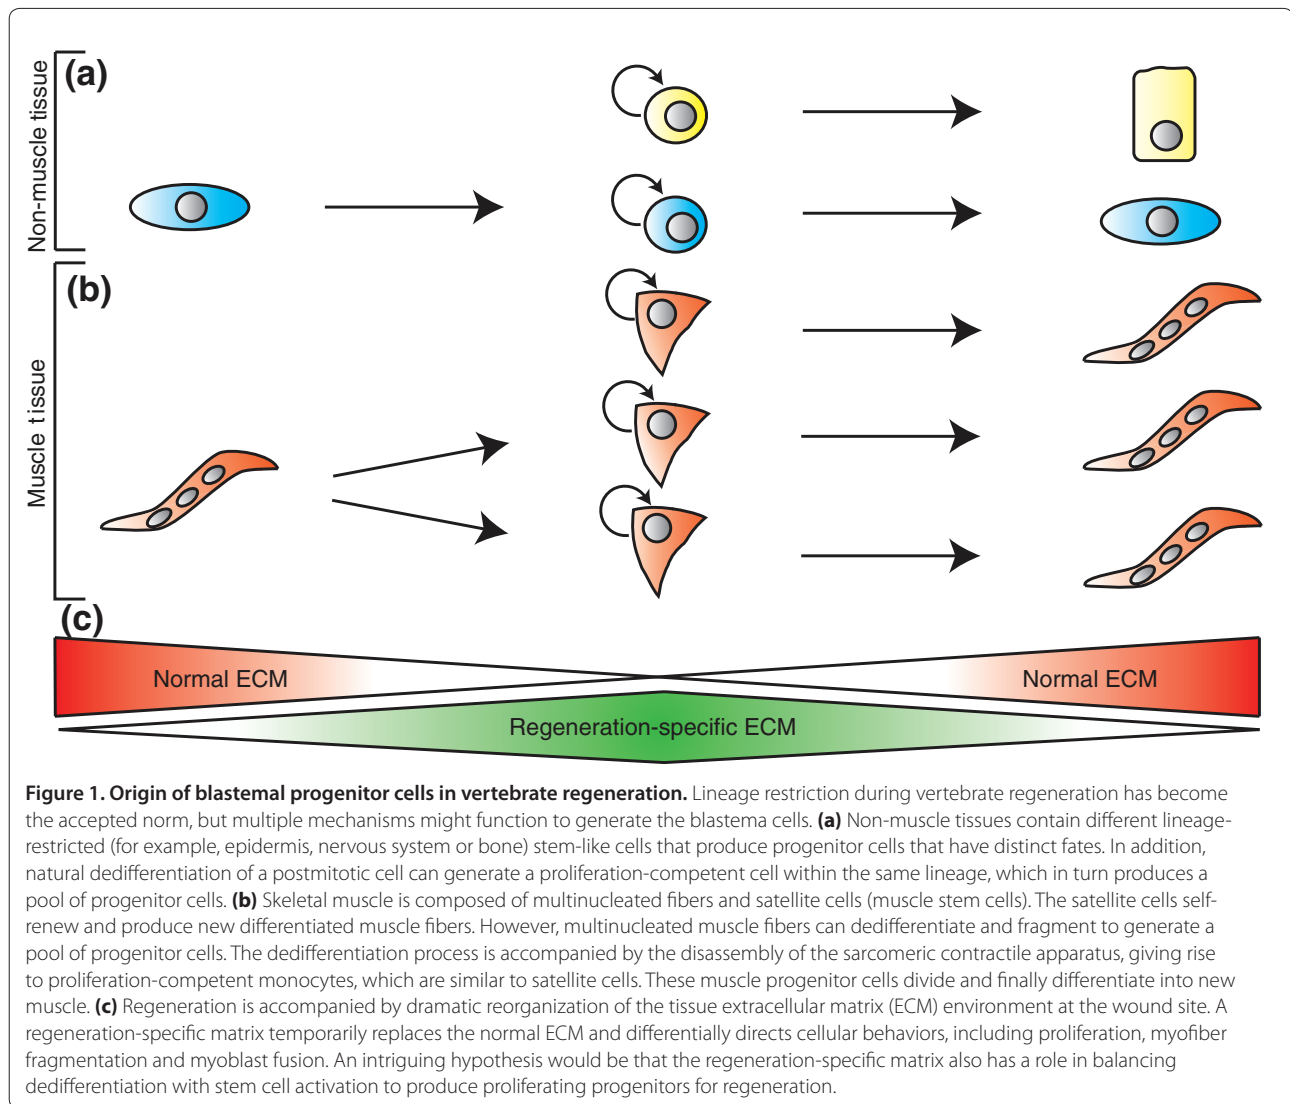 (a)
Non-muscle tissue
(b)
Muscle tissue
(c)
Normal ECM
Normal ECM
Regeneration-specific ECM
Figure 1. Origin of blastemal progenitor cells in vertebrate regeneration. Lineage restriction during vertebrate regeneration has become
the accepted norm, but multiple mechanisms might function to generate the blastema cells. (a) Non-muscle tissues contain different lineage-
restricted (for example, epidermis, nervous system or bone) stem-like cells that produce progenitor cells that have distinct fates. In addition,
natural dedifferentiation of a postmitotic cell can generate a proliferation-competent cell within the same lineage, which in turn produces a
pool of progenitor cells. (b) Skeletal muscle is composed of multinucleated fibers and satellite cells (muscle stem cells). The satellite cells self-
renew and produce new differentiated muscle fibers. However, multinucleated muscle fibers can dedifferentiate and fragment to generate a
pool of progenitor cells. The dedifferentiation process is accompanied by the disassembly of the sarcomeric contractile apparatus, giving rise
to proliferation-competent monocytes, which are similar to satellite cells. These muscle progenitor cells divide and finally differentiate into new
muscle. (c) Regeneration is accompanied by dramatic reorganization of the tissue extracellular matrix (ECM) environment at the wound site. A
regeneration-specific matrix temporarily replaces the normal ECM and differentially directs cellular behaviors, including proliferation, myofiber
fragmentation and myoblast fusion. An intriguing hypothesis would be that the regeneration-specific matrix also has a role in balancing
dedifferentiation with stem cell activation to produce proliferating progenitors for regeneration.